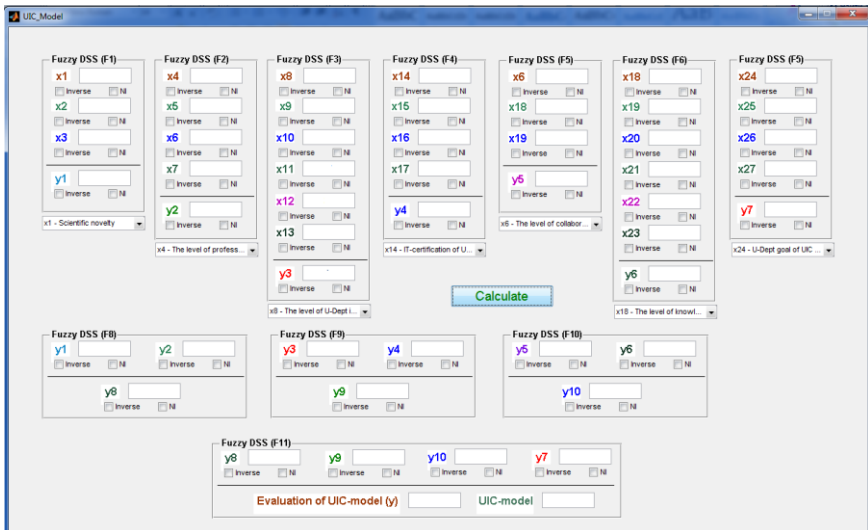 UIC_Model
Fuzzy DSS (F1)
x1
Inverse NI
x2
Inverse NI
x3
Inverse NI
y1
Inverse NI
x1 - Scientific novelty
Fuzzy DSS (F2)
x4
Inverse NI
x5
Inverse NI
x6
Inverse NI
x7
Inverse NI
y2
Inverse NI
x4 - The level of profess...
Fuzzy DSS (F3)
x8
Inverse NI
x9
Inverse NI
x10
Inverse NI
x11
Inverse NI
x12
Inverse NI
x13
Inverse NI
y3
Inverse NI
x8 - The level of U-Dept i...
Fuzzy DSS (F4)
x14
Inverse NI
x15
Inverse NI
x16
Inverse NI
x17
Inverse NI
y4
Inverse NI
x14 - IT-certification of U...
Fuzzy DSS (F5)
x6
Inverse NI
x18
Inverse NI
x19
Inverse NI
y5
Inverse NI
x6 - The level of collabor...
Fuzzy DSS (F6)
x18
Inverse NI
x19
Inverse NI
x20
Inverse NI
x21
Inverse NI
x22
Inverse NI
x23
Inverse NI
y6
Inverse NI
x18 - The level of knowl...
Fuzzy DSS (F5)
x24
Inverse NI
x25
Inverse NI
x26
Inverse NI
x27
Inverse NI
y7
Inverse NI
x24 - U-Dept goal of UIC ...
Calculate
Fuzzy DSS (F8)
y1 y2
Inverse NI Inverse NI
y8
Inverse NI
Fuzzy DSS (F9)
y3 y4
Inverse NI Inverse NI
y9
Inverse NI
Fuzzy DSS (F10)
y5 y6
Inverse NI Inverse NI
y10
Inverse NI
Fuzzy DSS (F11)
y8 y9 y10 y7
Inverse NI Inverse NI Inverse NI Inverse NI
Evaluation of UIC-model (y) UIC-model